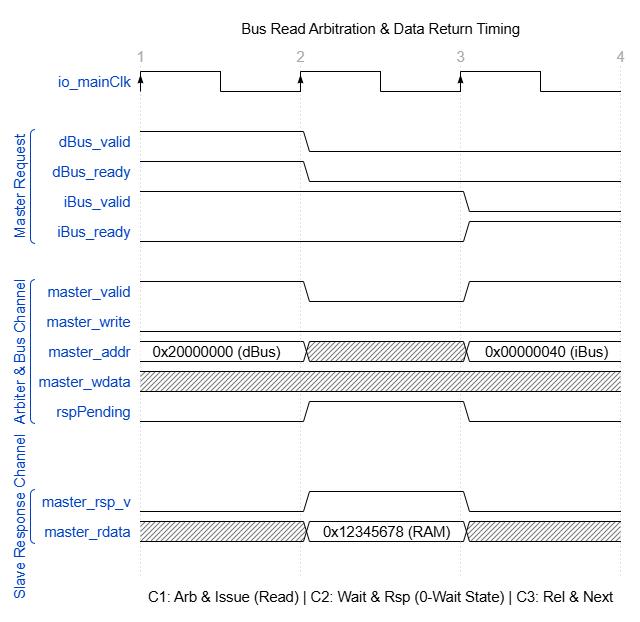 Bus Read Arbitration & Data Return Timing
1 2 3 4
io_mainClk
Master Request
dBus_valid
dBus_ready
iBus_valid
iBus_ready
Arbiter & Bus Channel
master_valid
master_write
master_addr 0x20000000 (dBus) 0x00000040 (iBus)
master_wdata
rspPending
Slave Response Channel
master_rsp_v
master_rdata 0x12345678 (RAM)
C1: Arb & Issue (Read) | C2: Wait & Rsp (0-Wait State) | C3: Rel & Next